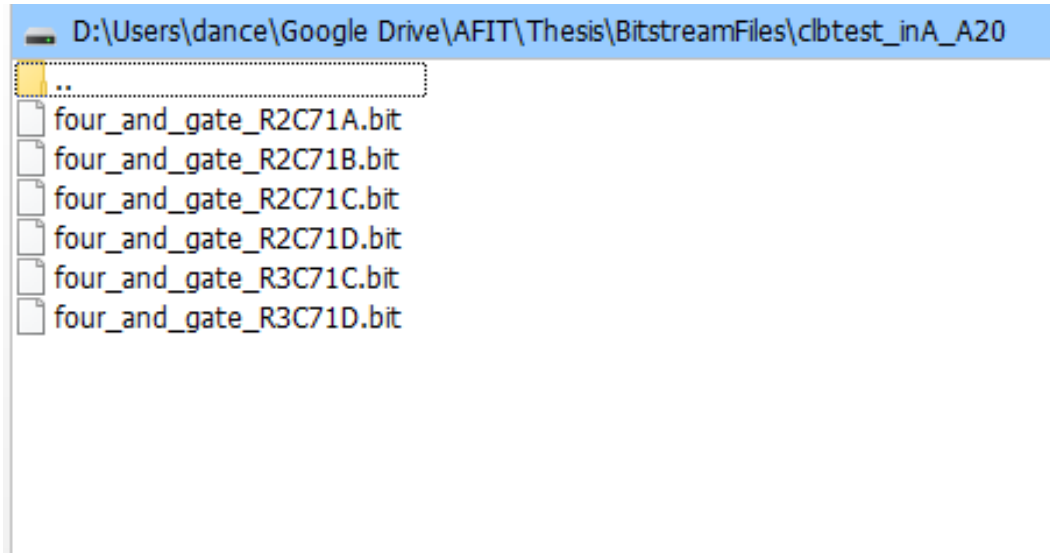 D:\Users\dance\Google Drive\AFIT\Thesis\BitstreamFiles\clbtest_inA_A20
..
four_and_gate_R2C71A.bit
four_and_gate_R2C71B.bit
four_and_gate_R2C71C.bit
four_and_gate_R2C71D.bit
four_and_gate_R3C71C.bit
four_and_gate_R3C71D.bit